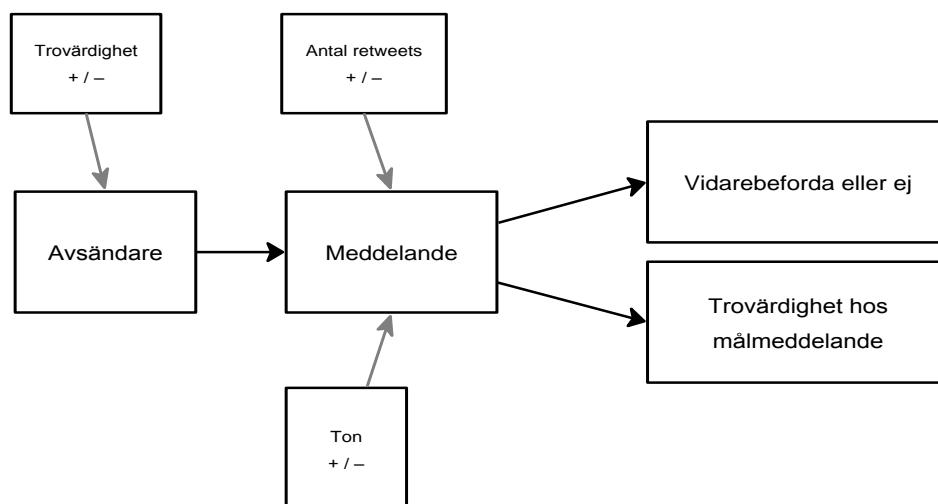 Trovärdighet
+ / –
Antal retweets
+ / –
Avsändare
Meddelande
Vidarebeforda eller ej
Trovärdighet hos
målmeddelande
Ton
+ / –